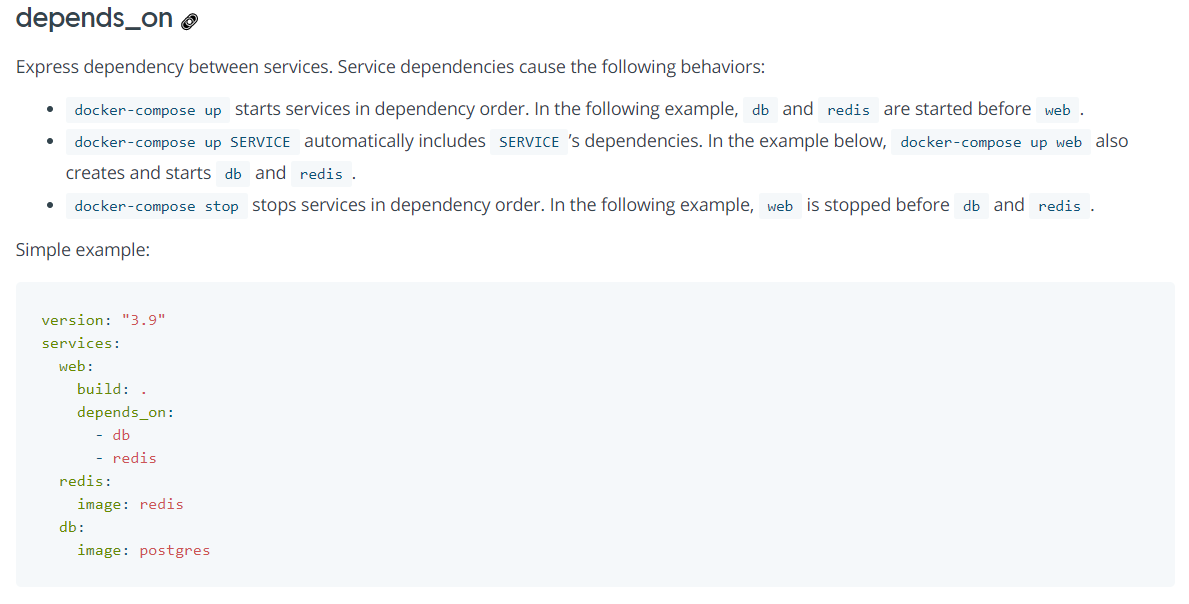 depends_on
Express dependency between services. Service dependencies cause the following behaviors:
• docker-compose up starts services in dependency order. In the following example, db and redis are started before web .
• docker-compose up SERVICE automatically includes SERVICE ’s dependencies. In the example below, docker-compose up web also
creates and starts db and redis .
• docker-compose stop stops services in dependency order. In the following example, web is stopped before db and redis .
Simple example:
version: "3.9"
services:
  web:
    build: .
    depends_on:
      - db
      - redis
  redis:
    image: redis
  db:
    image: postgres